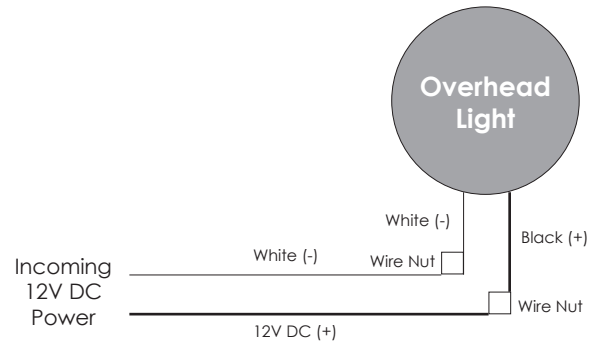 Overhead
Light
White (-)
Black (+)
White (-)
Wire Nut
Incoming
12V DC
Power
Wire Nut
12V DC (+)